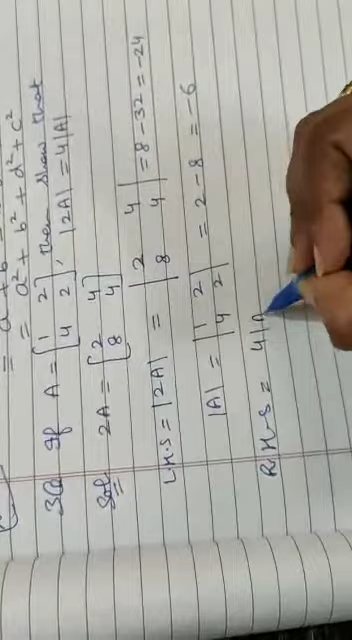 = a² + b² + d² + c²
3Q If A = [1 2 4 2], then show that
|2A| = 4|A|
Sol 2A = [2 4 8 4]
L.H.S = |2A| = |2 4 8 4| = 8 - 32 = -24
|A| = |1 2 4 2| = 2 - 8 = -6
R.H.S = 4|A